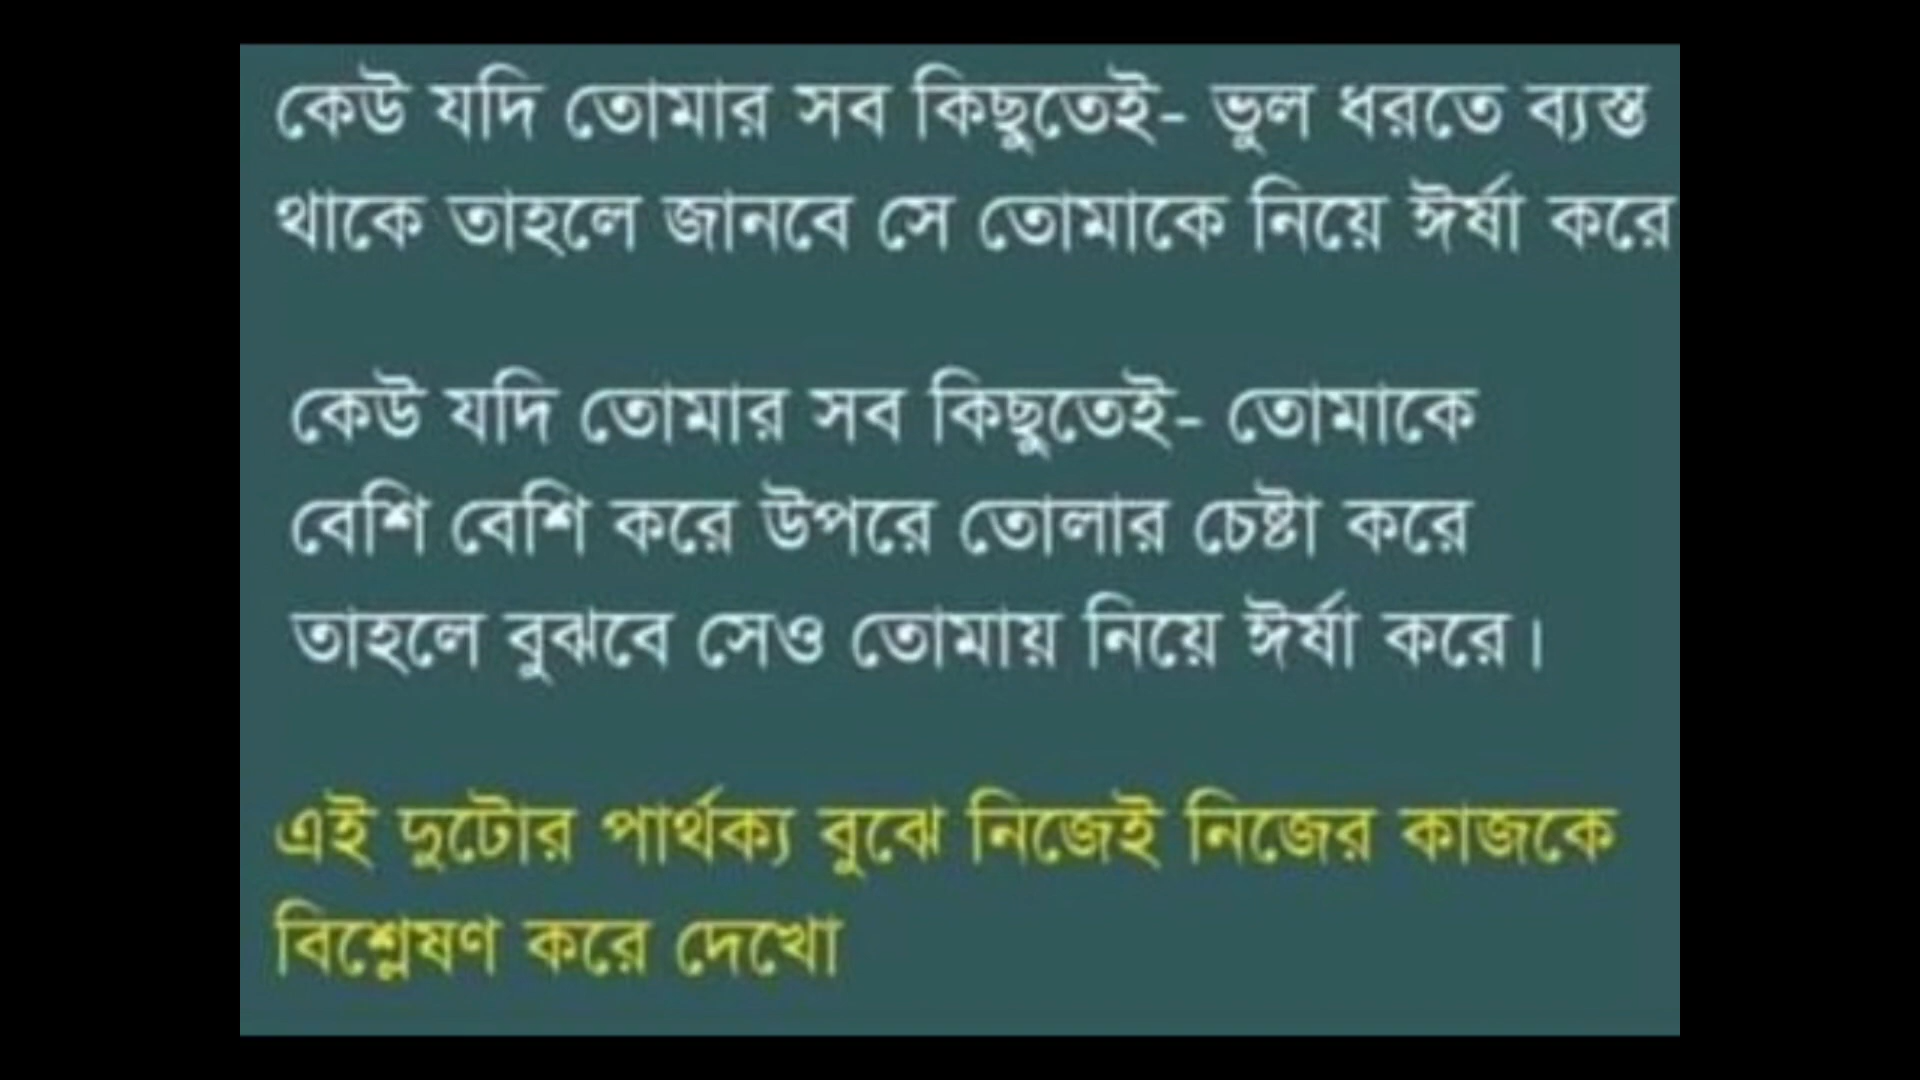 কেউ যদি তোমার সব কিছুতেই- ভুল ধরতে ব্যস্ত
থাকে তাহলে জানবে সে তোমাকে নিয়ে ঈর্ষা করে
কেউ যদি তোমার সব কিছুতেই- তোমাকে
বেশি বেশি করে উপরে তোলার চেষ্টা করে
তাহলে বুঝবে সেও তোমায় নিয়ে ঈর্ষা করে।
এই দুটোর পার্থক্য বুঝে নিজেই নিজের কাজকে
বিশ্লেষণ করে দেখো